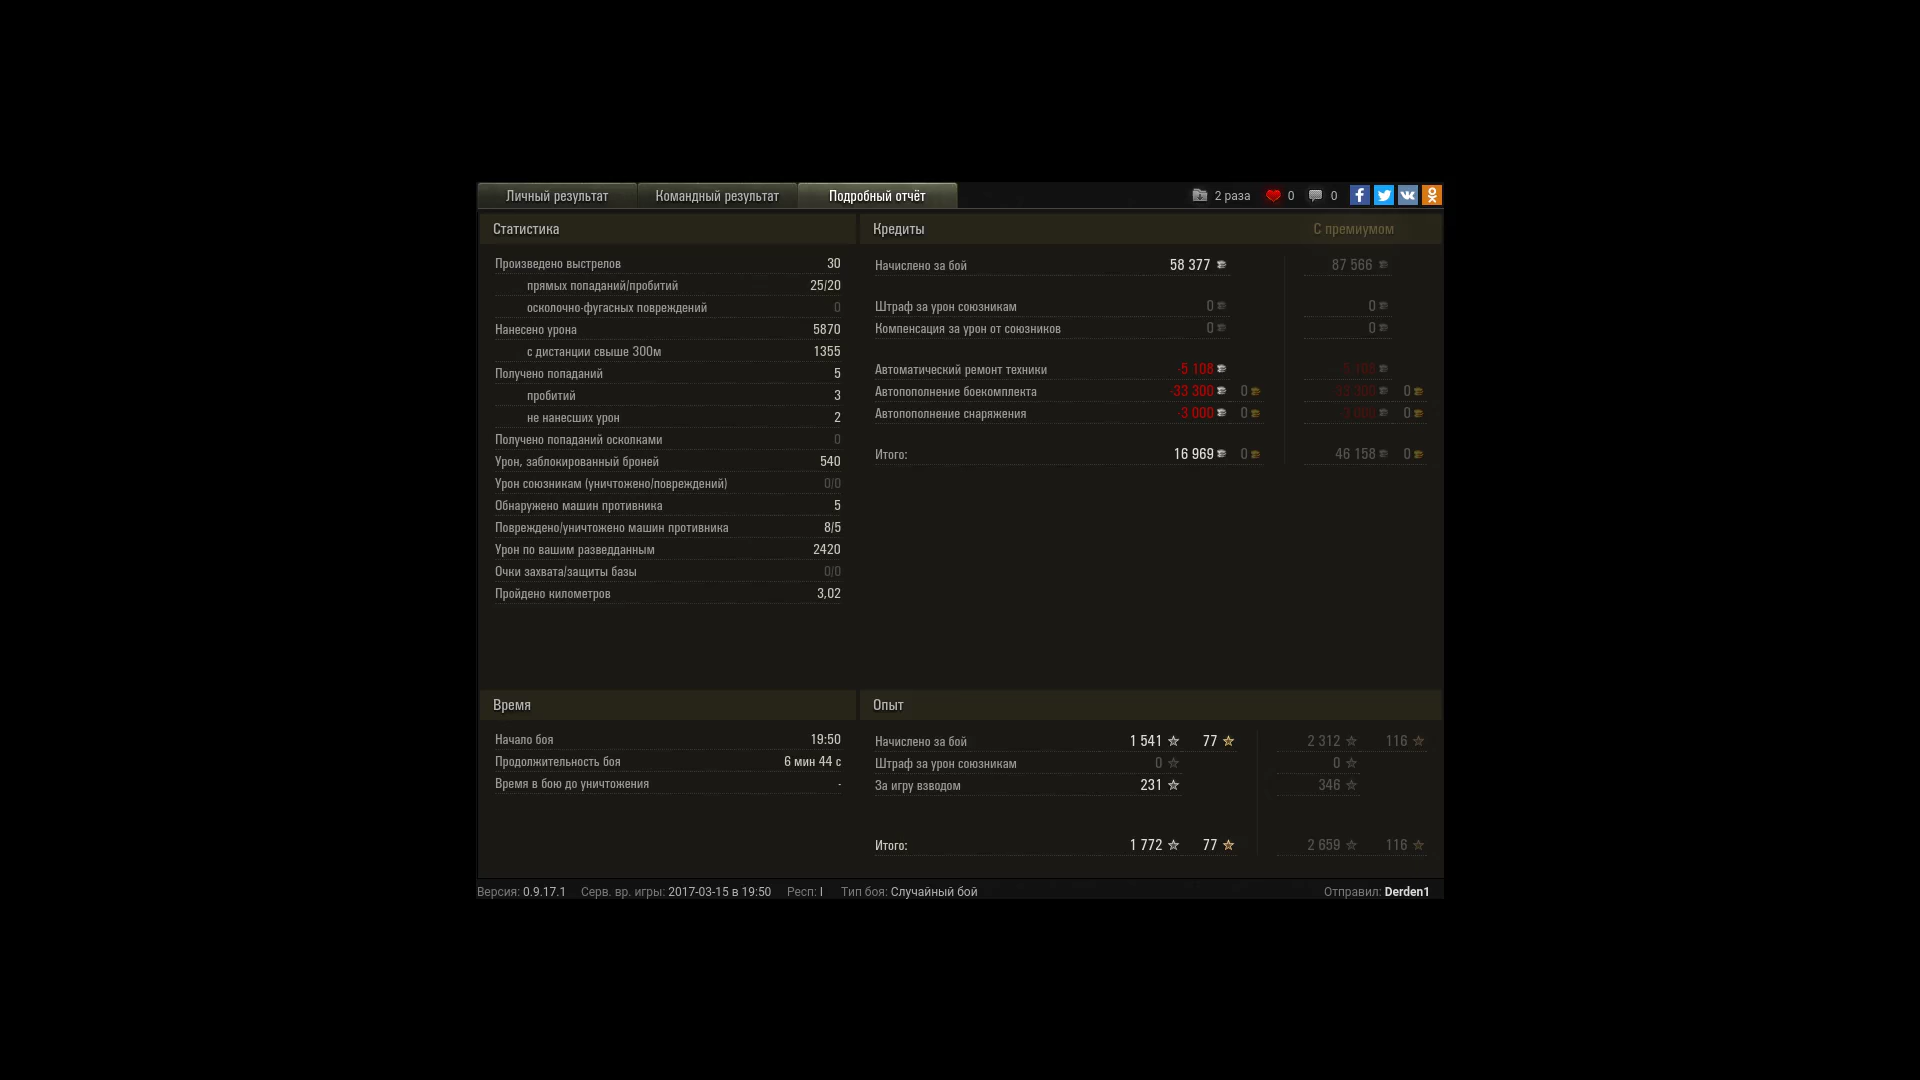 Личный результат Командный результат Подробный отчёт 2 раза 0 0
Статистика
Произведено выстрелов 30
прямых попаданий/пробитий 25/20
осколочно-фугасных повреждений 0
Нанесено урона 5870
с дистанции свыше 300м 1355
Получено попаданий 5
пробитий 3
не нанесших урон 2
Получено попаданий осколками 0
Урон, заблокированный броней 540
Урон союзникам (уничтожено/повреждений) 0/0
Обнаружено машин противника 5
Повреждено/уничтожено машин противника 8/5
Урон по вашим разведданным 2420
Очки захвата/защиты базы 0/0
Пройдено километров 3,02
Кредиты С премиумом
Начислено за бой 58 377 87 566
Штраф за урон союзникам 0 0
Компенсация за урон от союзников 0 0
Автоматический ремонт техники -5 108 -5 108
Автопополнение боекомплекта -33 300 0 -33 300 0
Автопополнение снаряжения -3 000 0 -3 000 0
Итого: 16 969 0 46 158 0
Время
Начало боя 19:50
Продолжительность боя 6 мин 44 с
Время в бою до уничтожения -
Опыт
Начислено за бой 1 541 77 2 312 116
Штраф за урон союзникам 0 0
За игру взводом 231 346
Итого: 1 772 77 2 659 116
Версия: 0.9.17.1 Серв. вр. игры: 2017-03-15 в 19:50 Респ: I Тип боя: Случайный бой Отправил: Derden1